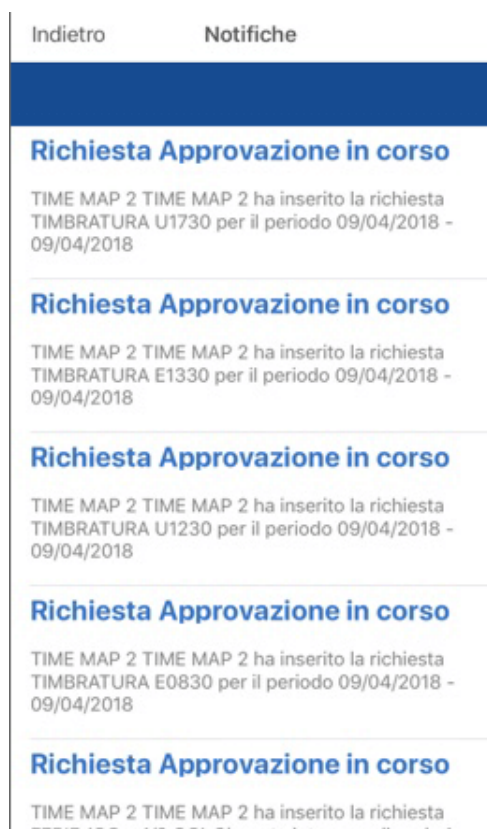 Indietro Notifiche
Richiesta Approvazione in corso
TIME MAP 2 TIME MAP 2 ha inserito la richiesta
TIMBRATURA U1730 per il periodo 09/04/2018 -
09/04/2018
Richiesta Approvazione in corso
TIME MAP 2 TIME MAP 2 ha inserito la richiesta
TIMBRATURA E1330 per il periodo 09/04/2018 -
09/04/2018
Richiesta Approvazione in corso
TIME MAP 2 TIME MAP 2 ha inserito la richiesta
TIMBRATURA U1230 per il periodo 09/04/2018 -
09/04/2018
Richiesta Approvazione in corso
TIME MAP 2 TIME MAP 2 ha inserito la richiesta
TIMBRATURA E0830 per il periodo 09/04/2018 -
09/04/2018
Richiesta Approvazione in corso
TIME MAP 2 TIME MAP 2 ha inserito la richiesta